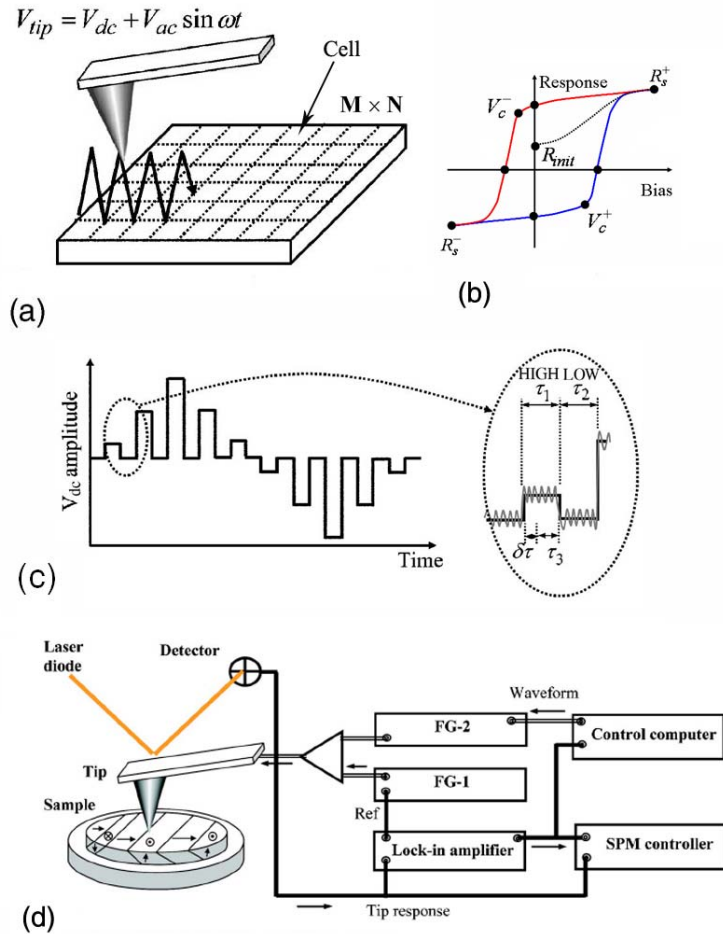 V_tip = V_dc + V_ac sin ωt
Cell
M × N
(a)
Response
R_s^+
V_c^-
R_init
Bias
R_s^-
V_c^+
(b)
V_dc amplitude
Time
HIGH LOW
τ_1 τ_2
δτ τ_3
(c)
Laser
diode
Detector
Waveform
FG-2
Control computer
Tip
FG-1
Sample
Ref
Lock-in amplifier
SPM controller
Tip response
(d)